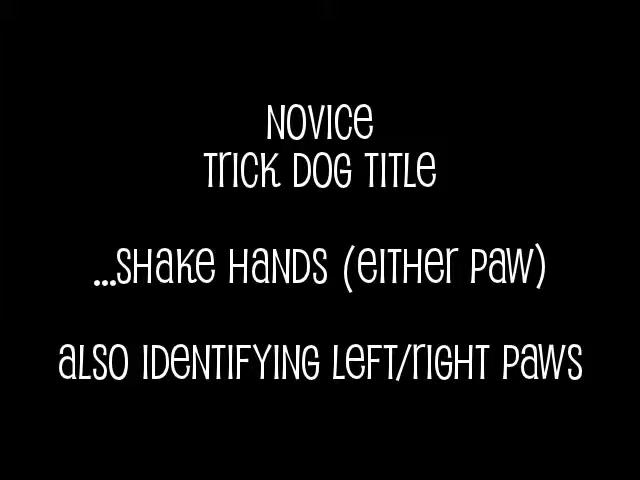 Novice
Trick Dog Title
...Shake Hands (either paw)
also identifying left/right paws